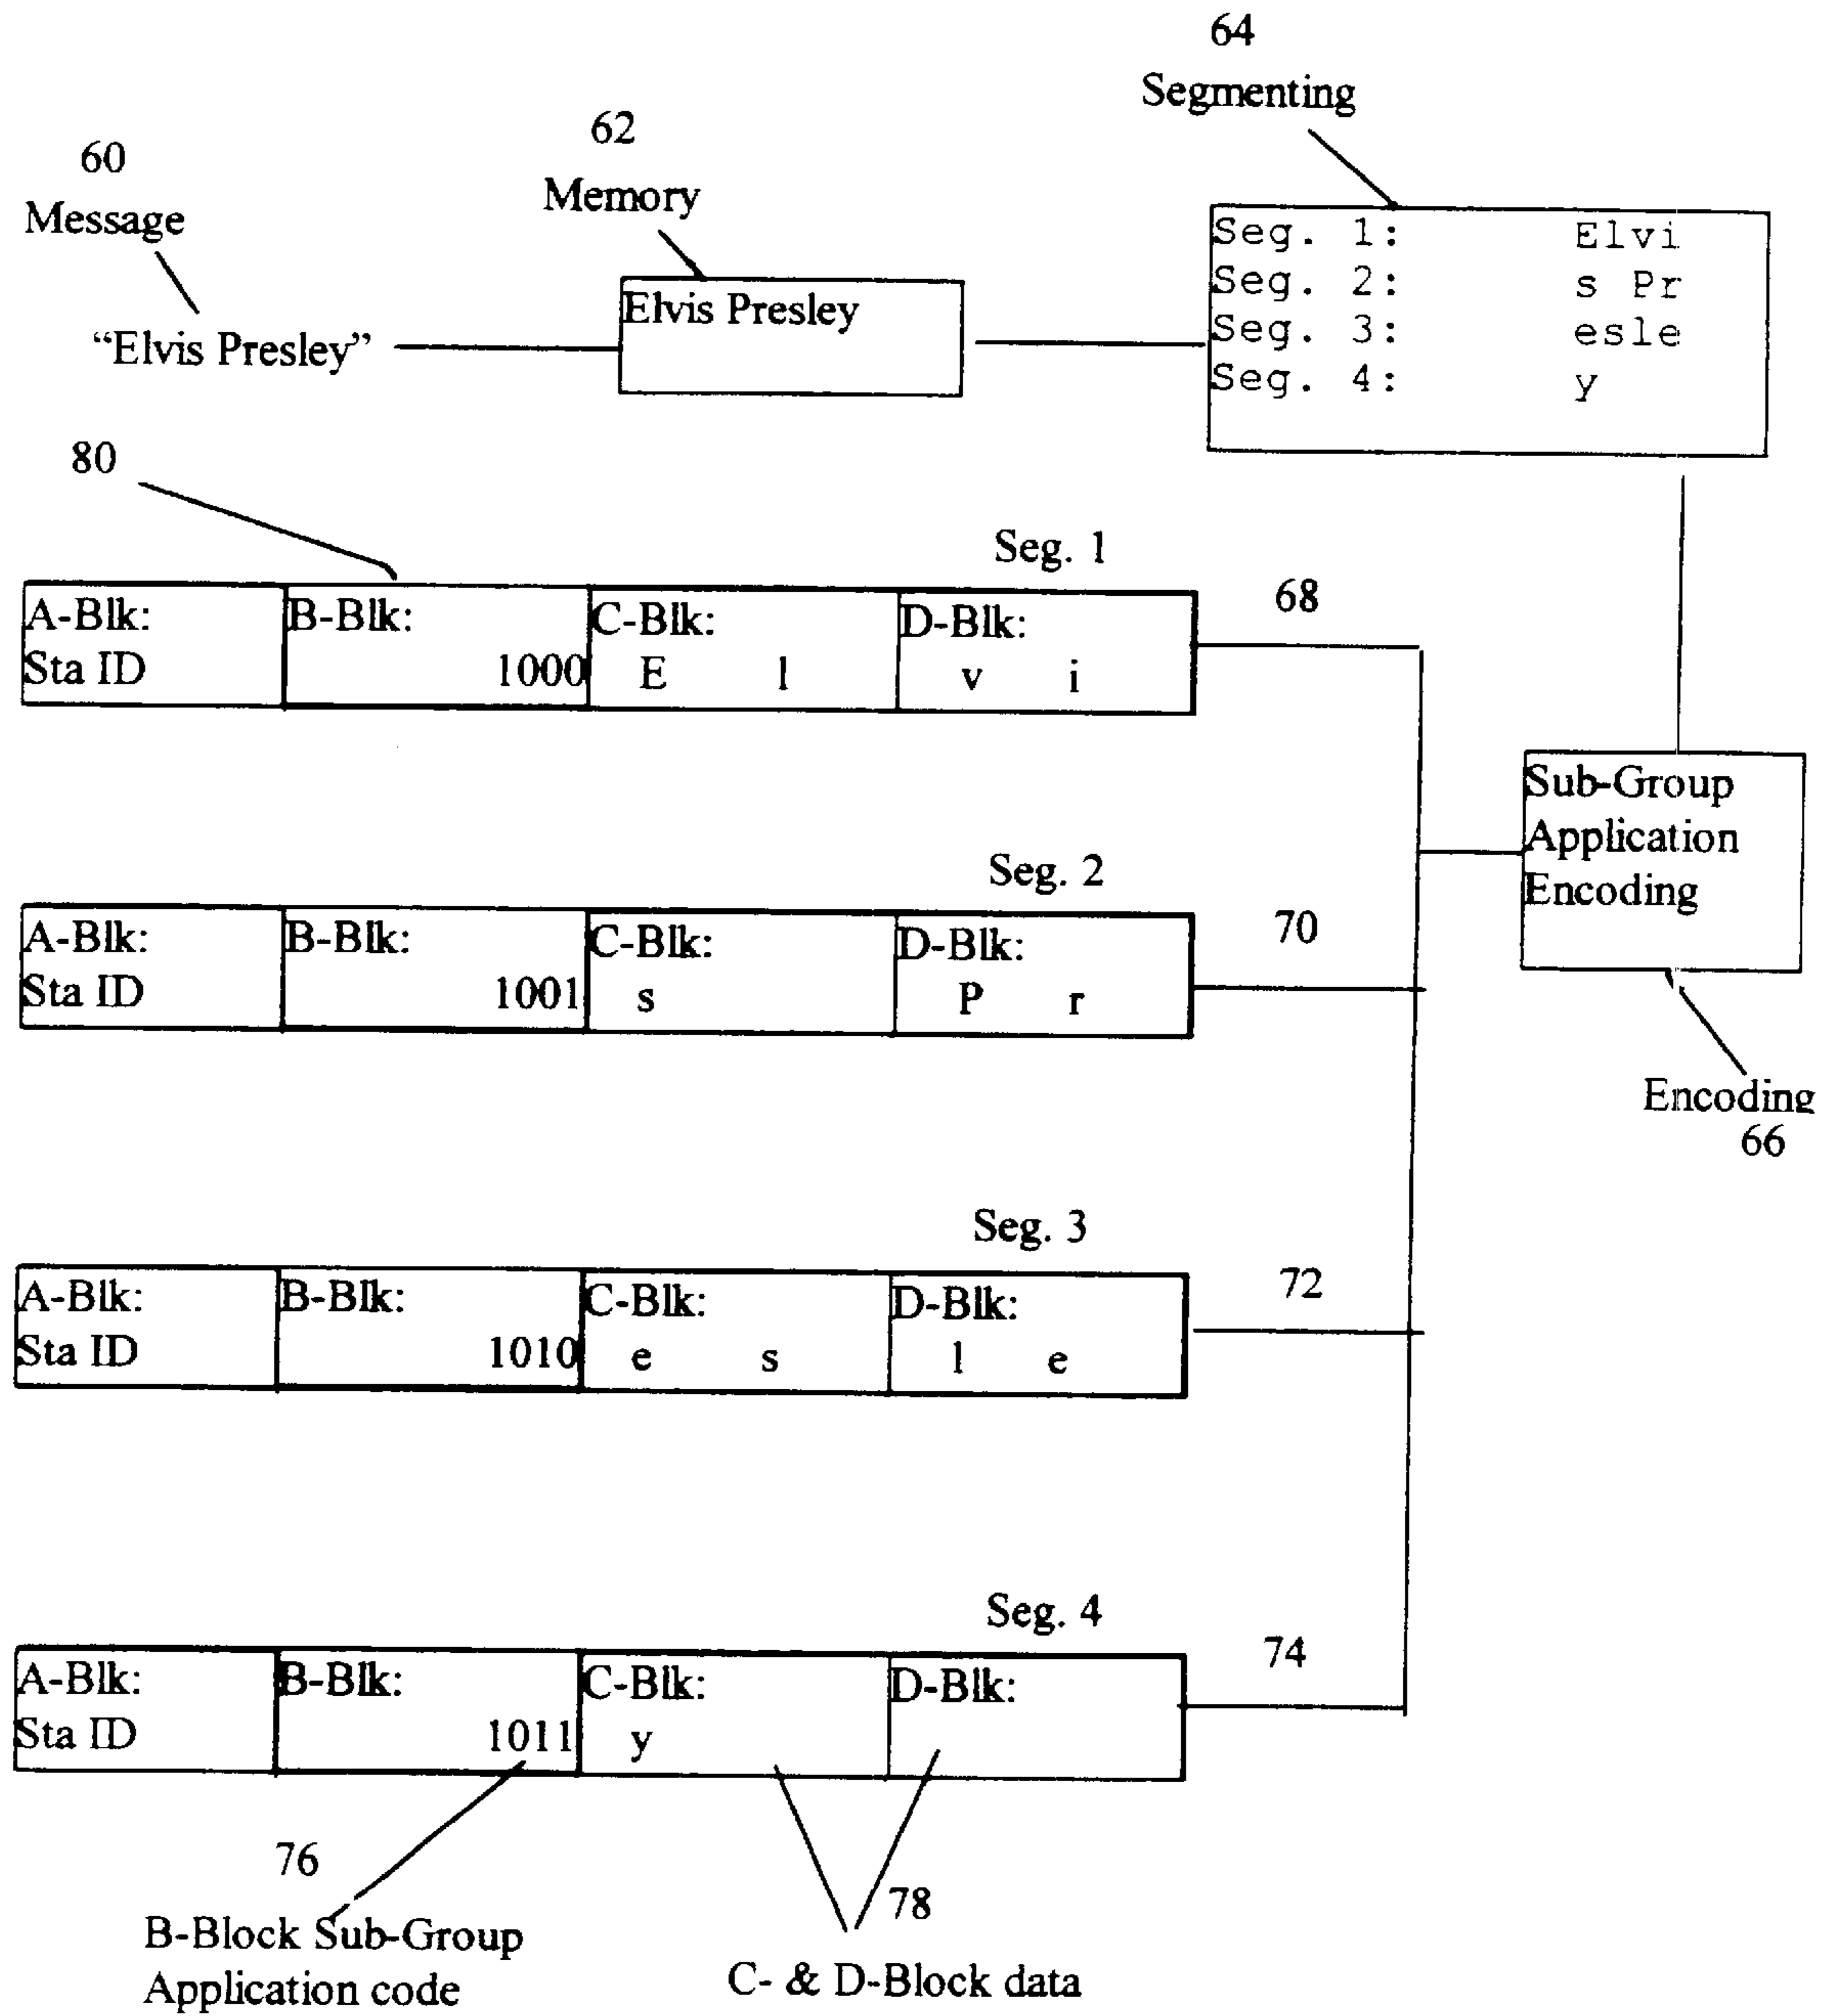 64
Segmenting
62
Memory
60
Message
Seg. 1: Elvi
Seg. 2: s Pr
Seg. 3: esle
Seg. 4: y
Elvis Presley
“Elvis Presley”
80
Seg. 1
68
A-Blk: B-Blk: C-Blk: D-Blk:
Sta ID 1000 E l v i
Sub-Group
Application
Encoding
Seg. 2
70
A-Blk: B-Blk: C-Blk: D-Blk:
Sta ID 1001 s P r
Encoding
66
Seg. 3
72
A-Blk: B-Blk: C-Blk: D-Blk:
Sta ID 1010 e s l e
Seg. 4
74
A-Blk: B-Blk: C-Blk: D-Blk:
Sta ID 1011 y
76
B-Block Sub-Group
Application code
78
C- & D-Block data